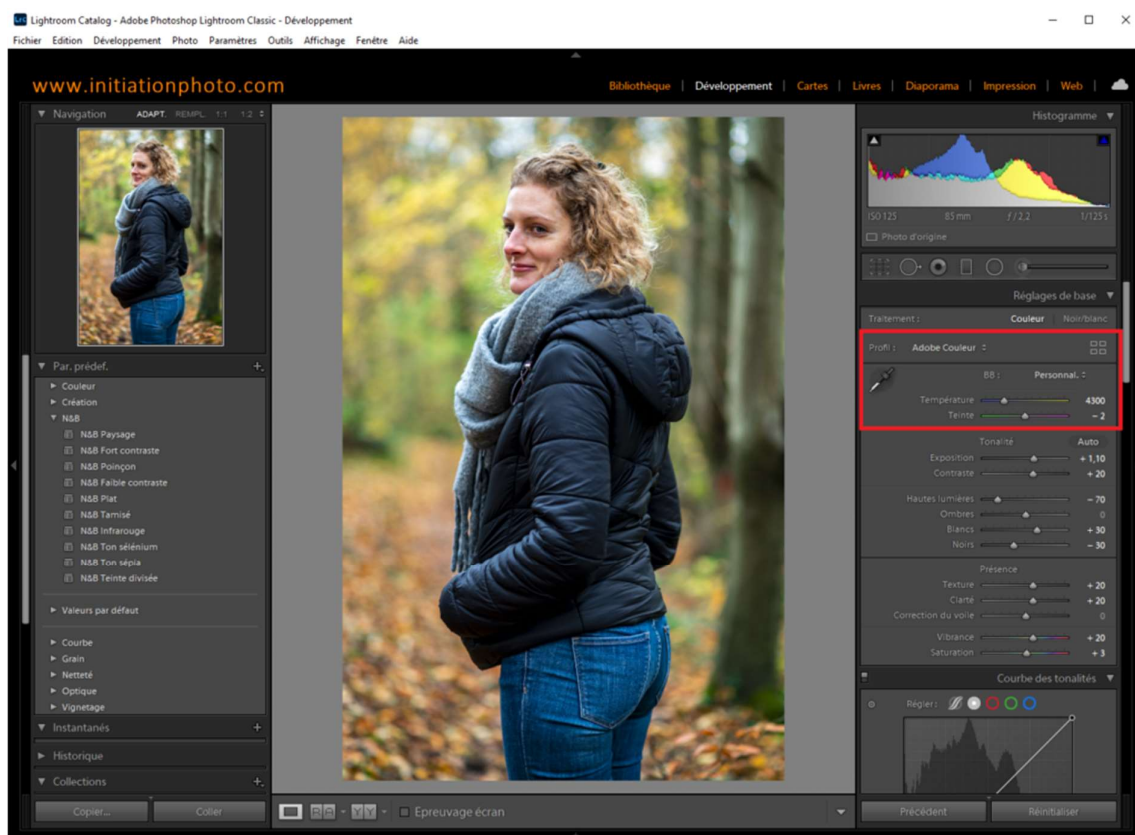 Lightroom Catalog - Adobe Photoshop Lightroom Classic - Développement
Fichier Edition Développement Photo Paramètres Outils Affichage Fenêtre Aide
www.initiationphoto.com
Bibliothèque | Développement | Cartes | Livres | Diaporama | Impression | Web |
Navigation ADAPT. REMPL. 1:1 1:2
Par. prédef.
Couleur
Création
N&B
N&B Paysage
N&B Fort contraste
N&B Poinçon
N&B Faible contraste
N&B Plat
N&B Tamisé
N&B Infrarouge
N&B Ton sélénium
N&B Ton sépia
N&B Teinte divisée
Valeurs par défaut
Courbe
Grain
Netteté
Optique
Vignetage
Instantanés
Historique
Collections
Copier... Coller
Epreuvage écran
Histogramme
ISO 125 85 mm ƒ / 2,2 1/125 s
Photo d'origine
Réglages de base
Traitement : Couleur Noir/blanc
Profil : Adobe Couleur
BB : Personnal.
Température 4300
Teinte - 2
Tonalité Auto
Exposition + 1,10
Contraste + 20
Hautes lumières - 70
Ombres 0
Blancs + 30
Noirs - 30
Présence
Texture + 20
Clarté + 20
Correction du voile 0
Vibrance + 20
Saturation + 3
Courbe des tonalités
Régler :
Précédent Réinitialiser